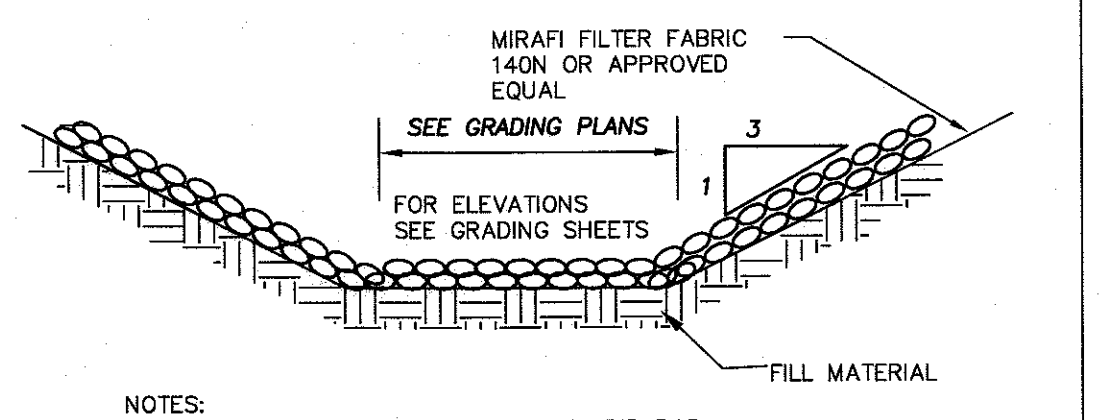 MIRAFI FILTER FABRIC
140N OR APPROVED
EQUAL
SEE GRADING PLANS
3
1
FOR ELEVATIONS
SEE GRADING SHEETS
FILL MATERIAL
NOTES: